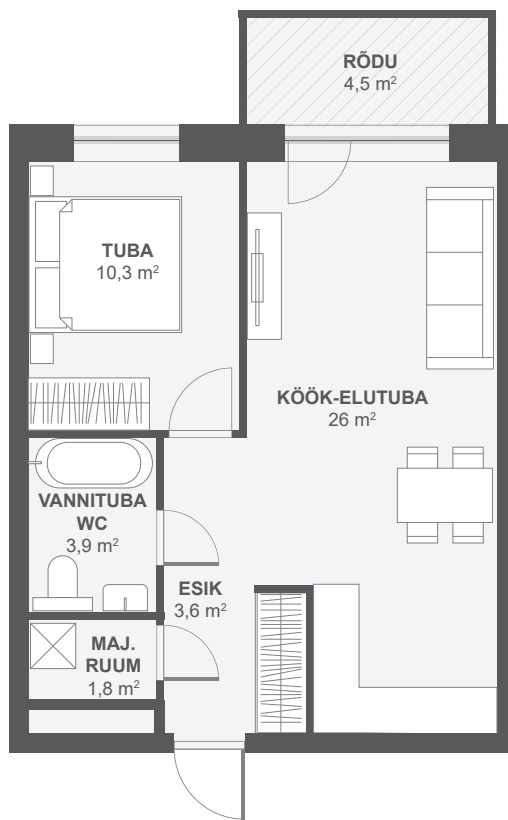 RÕDU
4,5 m²
TUBA
10,3 m²
KÖÖK-ELUTUBA
26 m²
VANNITUBA
WC
3,9 m²
ESIK
3,6 m²
MAJ.
RUUM
1,8 m²